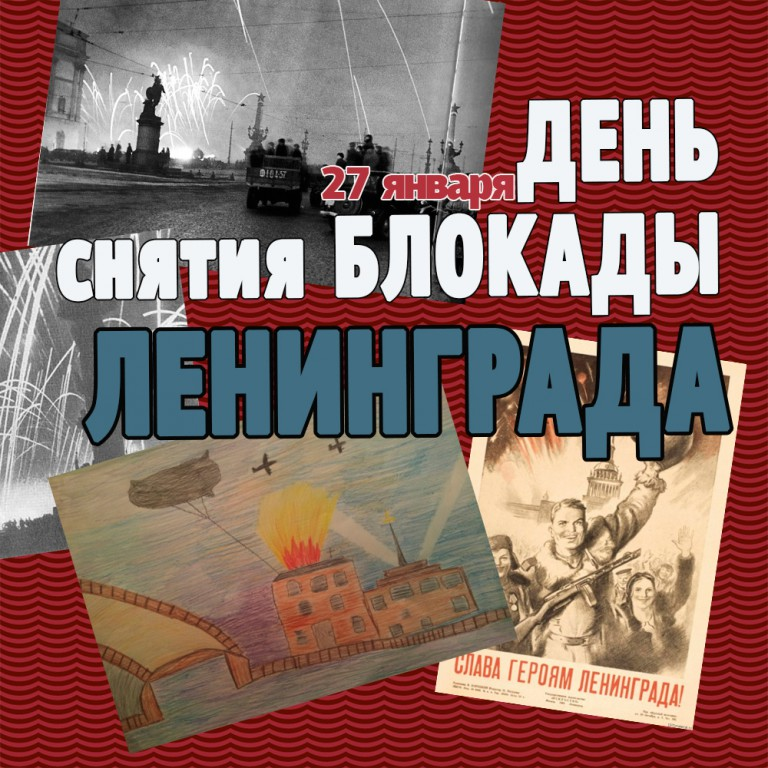 27 января ДЕНЬ
СНЯТИЯ БЛОКАДЫ
ЛЕНИНГРАДА
СЛАВА ГЕРОЯМ ЛЕНИНГРАДА!